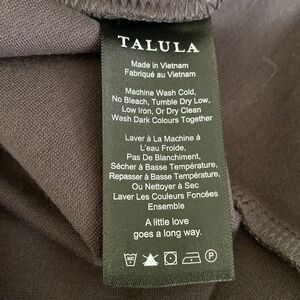 TALULA
Made in Vietnam
Fabriqué au Vietnam
Machine Wash Cold,
No Bleach, Tumble Dry Low,
Low Iron, Or Dry Clean
Wash Dark Colours Together
Laver à La Machine à
L'eau Froide,
Pas De Blanchiment,
Sécher à Basse Température,
Repasser à Basse Température,
Ou Nettoyer à Sec
Laver Les Couleurs Foncées
Ensemble
A little love
goes a long way.
P